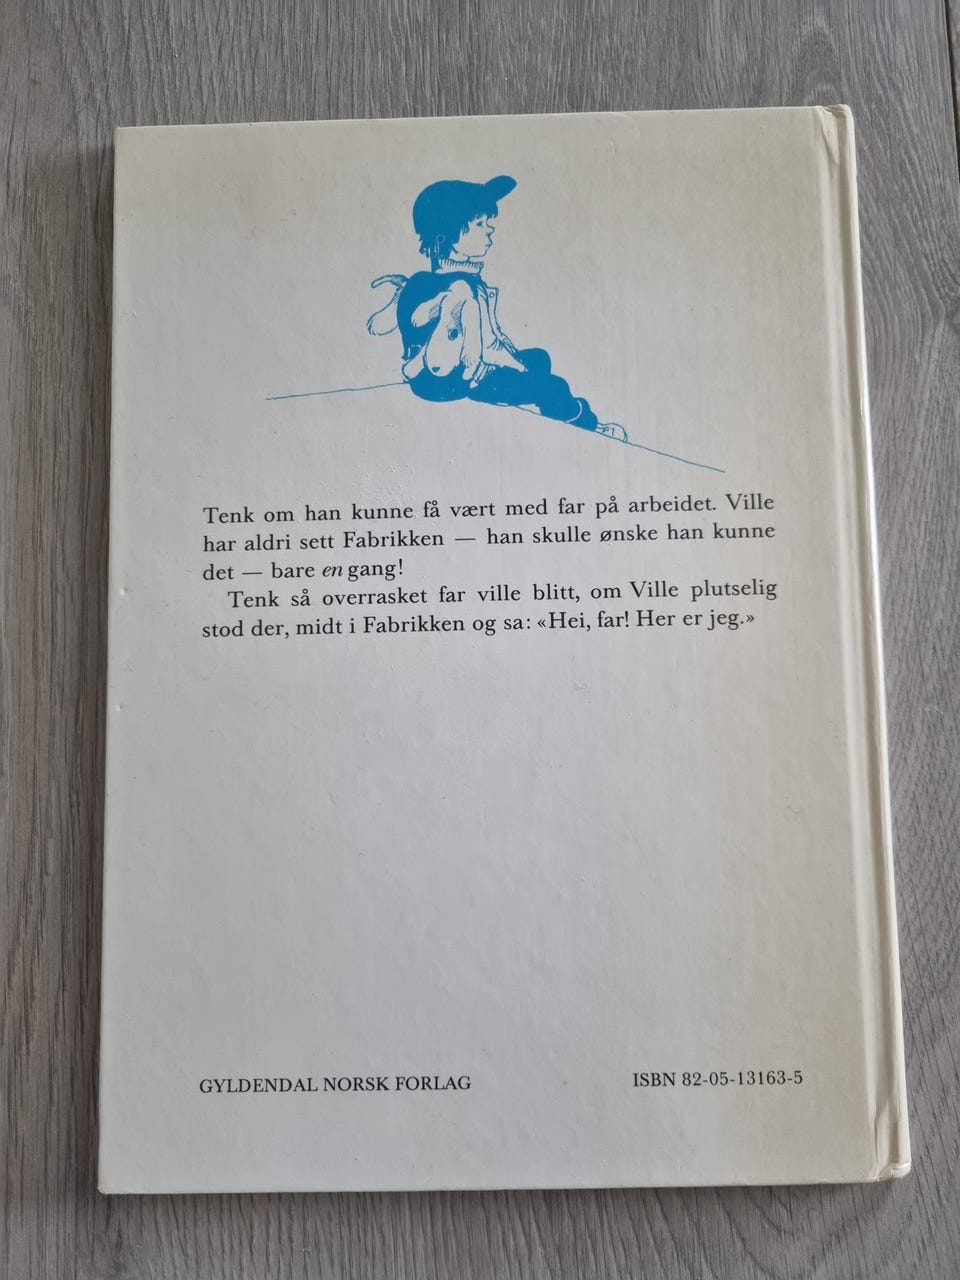 Tenk om han kunne få vært med far på arbeidet. Ville
har aldri sett Fabrikken — han skulle ønske han kunne
det — bare en gang!
Tenk så overrasket far ville blitt, om Ville plutselig
stod der, midt i Fabrikken og sa: «Hei, far! Her er jeg.»
GYLDENDAL NORSK FORLAG
ISBN 82-05-13163-5